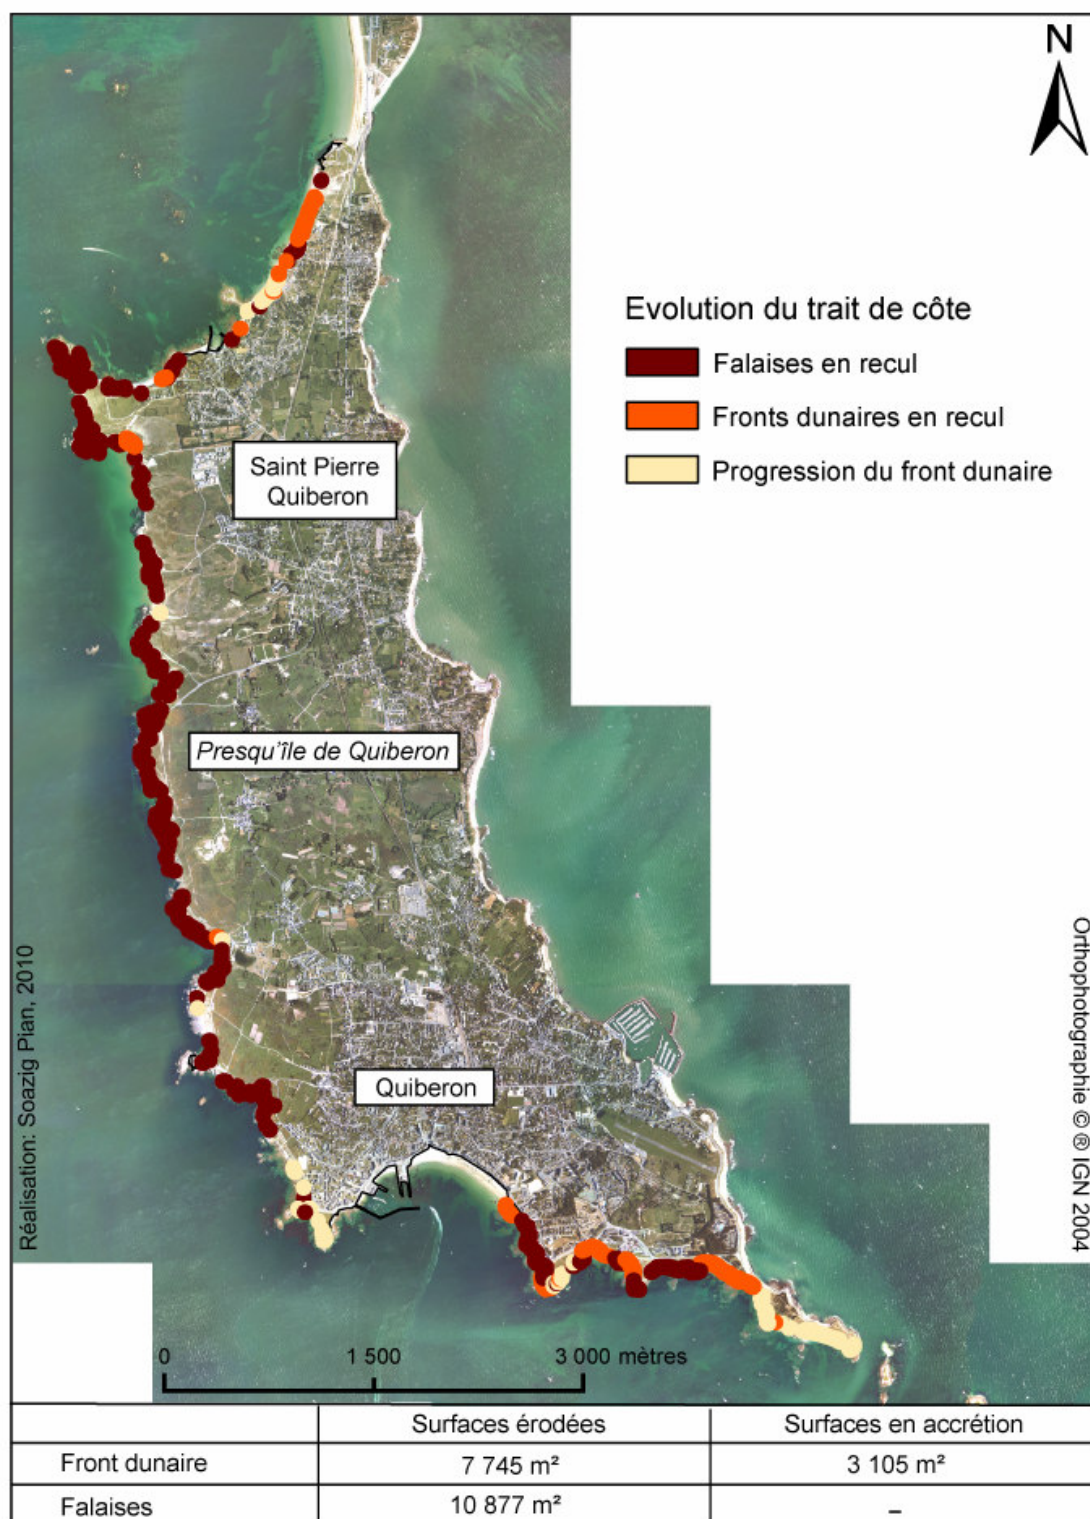 N
Evolution du trait de côte
Falaises en recul
Fronts dunaires en recul
Progression du front dunaire
Saint Pierre
Quiberon
Presqu'île de Quiberon
Quiberon
Réalisation: Soazig Pian, 2010
Orthophotographie © ® IGN 2004
0 1 500 3 000 mètres
Surfaces érodées Surfaces en accrétion
Front dunaire 7 745 m² 3 105 m²
Falaises 10 877 m² –